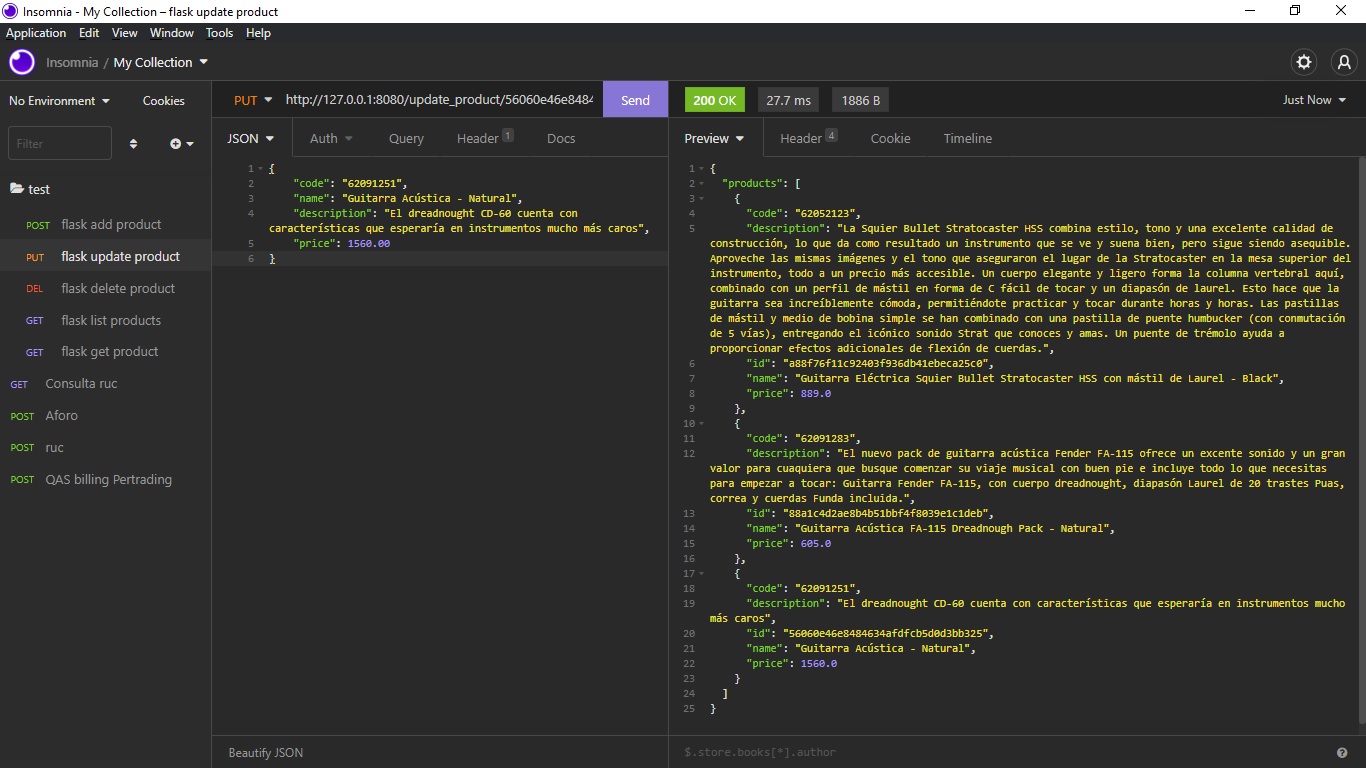 Insomnia - My Collection – flask update product
Application Edit View Window Tools Help
Insomnia / My Collection
No Environment Cookies
Filter
test
POST flask add product
PUT flask update product
DEL flask delete product
GET flask list products
GET flask get product
GET Consulta ruc
POST Aforo
POST ruc
POST QAS billing Pertrading
PUT http://127.0.0.1:8080/update_product/56060e46e8484 Send
JSON Auth Query Header 1 Docs
1 {
2 "code": "62091251",
3 "name": "Guitarra Acústica - Natural",
4 "description": "El dreadnought CD-60 cuenta con
características que esperaría en instrumentos mucho más caros",
5 "price": 1560.00
6 }
Beautify JSON
200 OK 27.7 ms 1886 B Just Now
Preview Header 4 Cookie Timeline
1 {
2 "products": [
3 {
4 "code": "62052123",
5 "description": "La Squier Bullet Stratocaster HSS combina estilo, tono y una excelente calidad de
construcción, lo que da como resultado un instrumento que se ve y suena bien, pero sigue siendo asequible.
Aproveche las mismas imágenes y el tono que aseguraron el lugar de la Stratocaster en la mesa superior del
instrumento, todo a un precio más accesible. Un cuerpo elegante y ligero forma la columna vertebral aquí,
combinado con un perfil de mástil en forma de C fácil de tocar y un diapasón de laurel. Esto hace que la
guitarra sea increíblemente cómoda, permitiéndote practicar y tocar durante horas y horas. Las pastillas
de mástil y medio de bobina simple se han combinado con una pastilla de puente humbucker (con conmutación
de 5 vías), entregando el icónico sonido Strat que conoces y amas. Un puente de trémolo ayuda a
proporcionar efectos adicionales de flexión de cuerdas.",
6 "id": "a88f76f11c92403f936db41ebeca25c0",
7 "name": "Guitarra Eléctrica Squier Bullet Stratocaster HSS con mástil de Laurel - Black",
8 "price": 889.0
9 },
10 {
11 "code": "62091283",
12 "description": "El nuevo pack de guitarra acústica Fender FA-115 ofrece un excente sonido y un gran
valor para cuaquiera que busque comenzar su viaje musical con buen pie e incluye todo lo que necesitas
para empezar a tocar: Guitarra Fender FA-115, con cuerpo dreadnought, diapasón Laurel de 20 trastes Puas,
correa y cuerdas Funda incluida.",
13 "id": "88a1c4d2ae8b4b51bbf4f8039e1c1deb",
14 "name": "Guitarra Acústica FA-115 Dreadnough Pack - Natural",
15 "price": 605.0
16 },
17 {
18 "code": "62091251",
19 "description": "El dreadnought CD-60 cuenta con características que esperaría en instrumentos mucho
más caros",
20 "id": "56060e46e8484634afdfcb5d0d3bb325",
21 "name": "Guitarra Acústica - Natural",
22 "price": 1560.0
23 }
24 ]
25 }
$.store.books[*].author